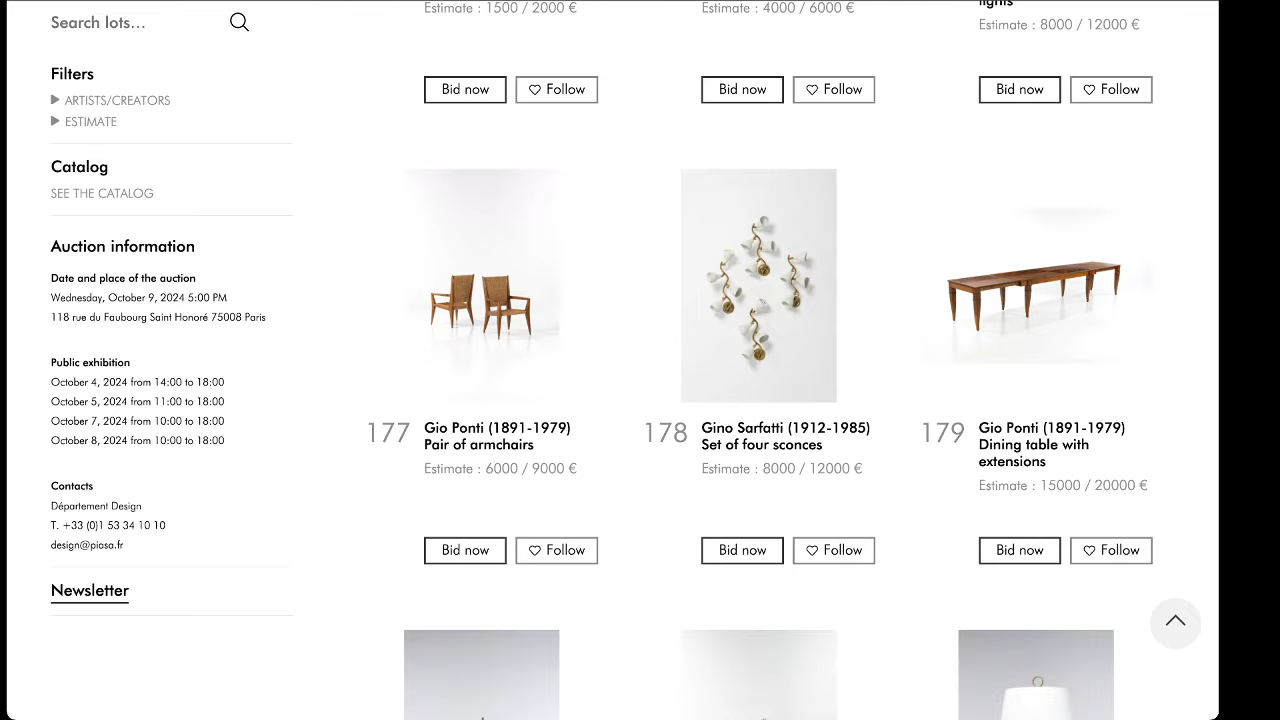 Search lots...
Filters
ARTISTS/CREATORS
ESTIMATE
Catalog
SEE THE CATALOG
Auction information
Date and place of the auction
Wednesday, October 9, 2024 5:00 PM
118 rue du Faubourg Saint Honoré 75008 Paris
Public exhibition
October 4, 2024 from 14:00 to 18:00
October 5, 2024 from 11:00 to 18:00
October 7, 2024 from 10:00 to 18:00
October 8, 2024 from 10:00 to 18:00
Contacts
Département Design
T. +33 (0)1 53 34 10 10
design@piasa.fr
Newsletter
Estimate : 1500 / 2000 €
Bid now
Follow
Estimate : 4000 / 6000 €
Bid now
Follow
lights
Estimate : 8000 / 12000 €
Bid now
Follow
177
Gio Ponti (1891-1979)
Pair of armchairs
Estimate : 6000 / 9000 €
Bid now
Follow
178
Gino Sarfatti (1912-1985)
Set of four sconces
Estimate : 8000 / 12000 €
Bid now
Follow
179
Gio Ponti (1891-1979)
Dining table with
extensions
Estimate : 15000 / 20000 €
Bid now
Follow